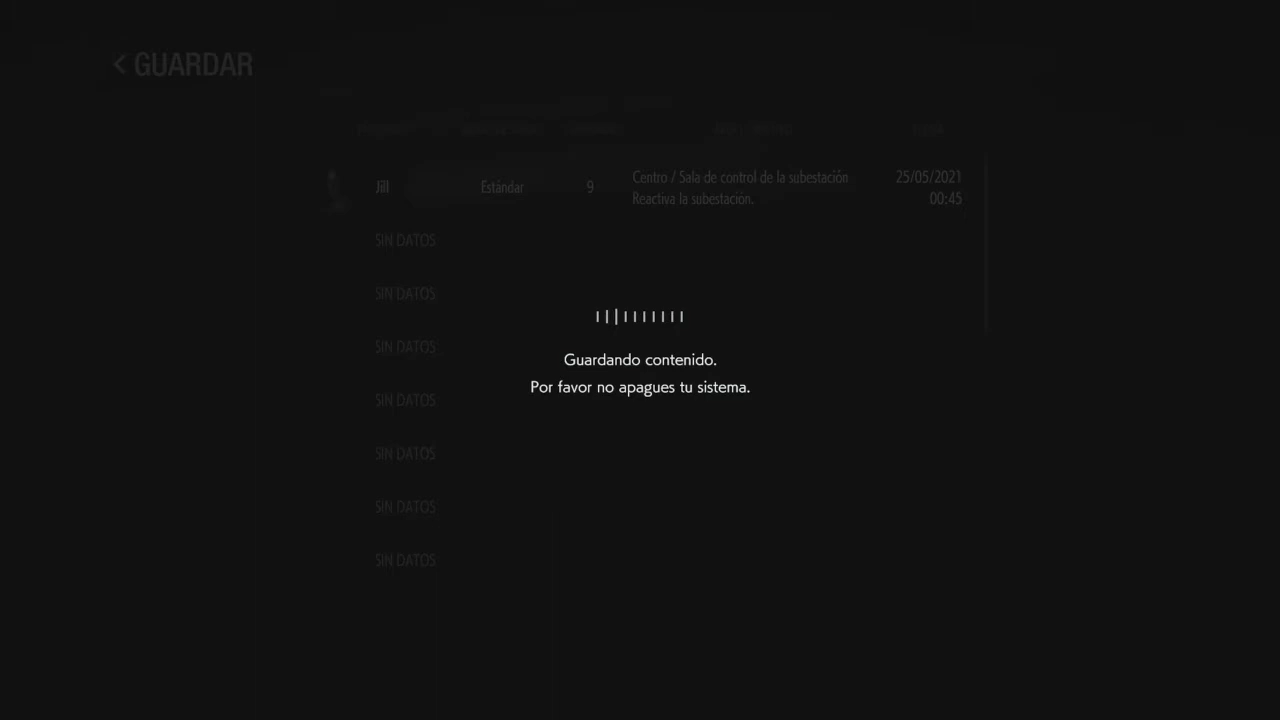 < GUARDAR
Jill Estándar 9 Centro / Sala de control de la subestación 25/05/2021
Reactiva la subestación. 00:45
SIN DATOS
SIN DATOS
SIN DATOS
SIN DATOS
SIN DATOS
SIN DATOS
SIN DATOS
Guardando contenido.
Por favor no apagues tu sistema.